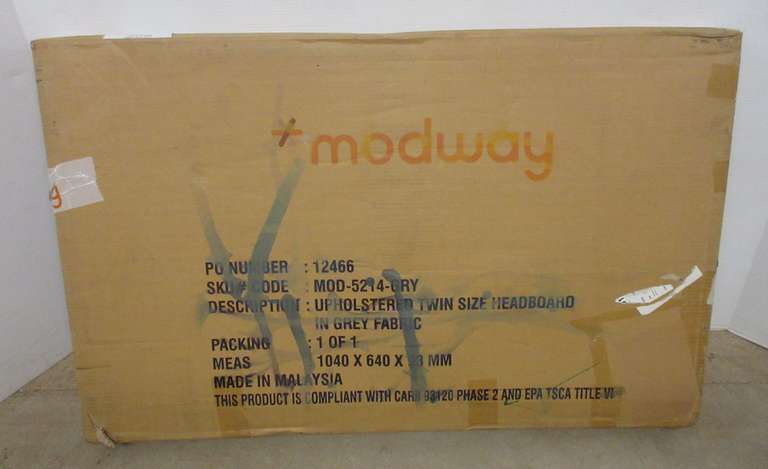 modway
PO NUMBER : 12466
SKU # CODE : MOD-5214-GRY
DESCRIPTION : UPHOLSTERED TWIN SIZE HEADBOARD
IN GREY FABRIC
PACKING : 1 OF 1
MEAS : 1040 X 640 X MM
MADE IN MALAYSIA
THIS PRODUCT IS COMPLIANT WITH CARB 93120 PHASE 2 AND EPA TSCA TITLE VI